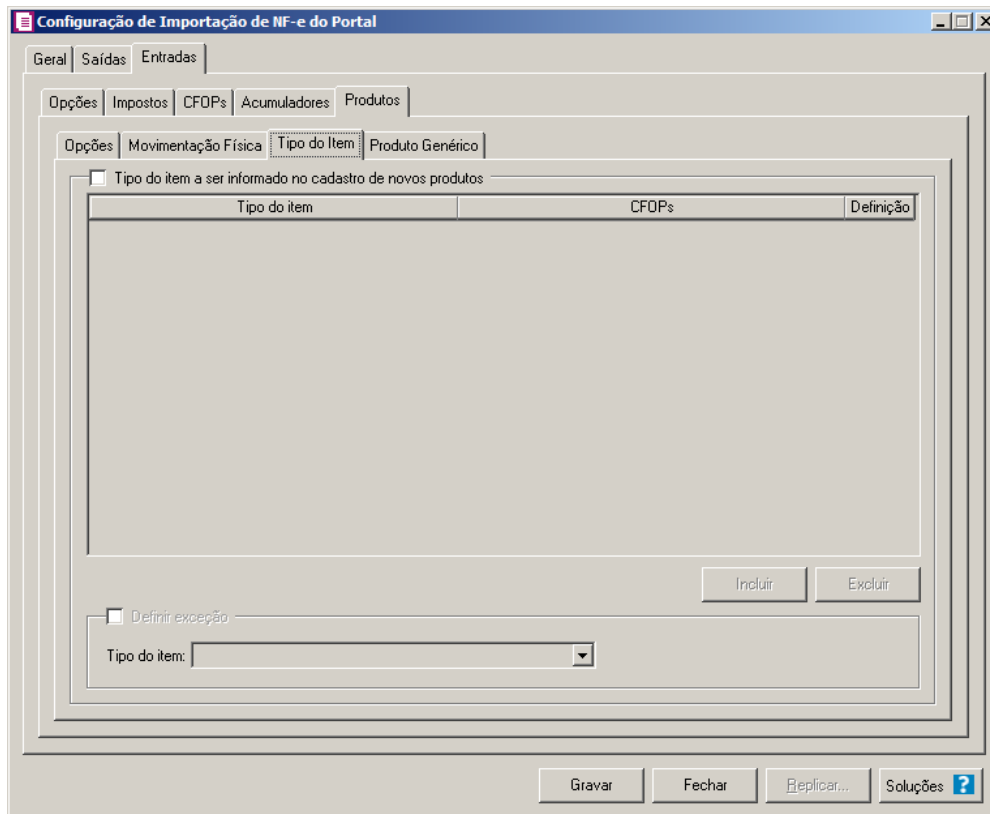 Configuração de Importação de NF-e do Portal
Geral Saídas Entradas
Opções Impostos CFOPs Acumuladores Produtos
Opções Movimentação Física Tipo do Item Produto Genérico
Tipo do item a ser informado no cadastro de novos produtos
Tipo do item CFOPs Definição
Incluir Excluir
Definir exceção
Tipo do item:
Gravar Fechar Replicar... Soluções ?